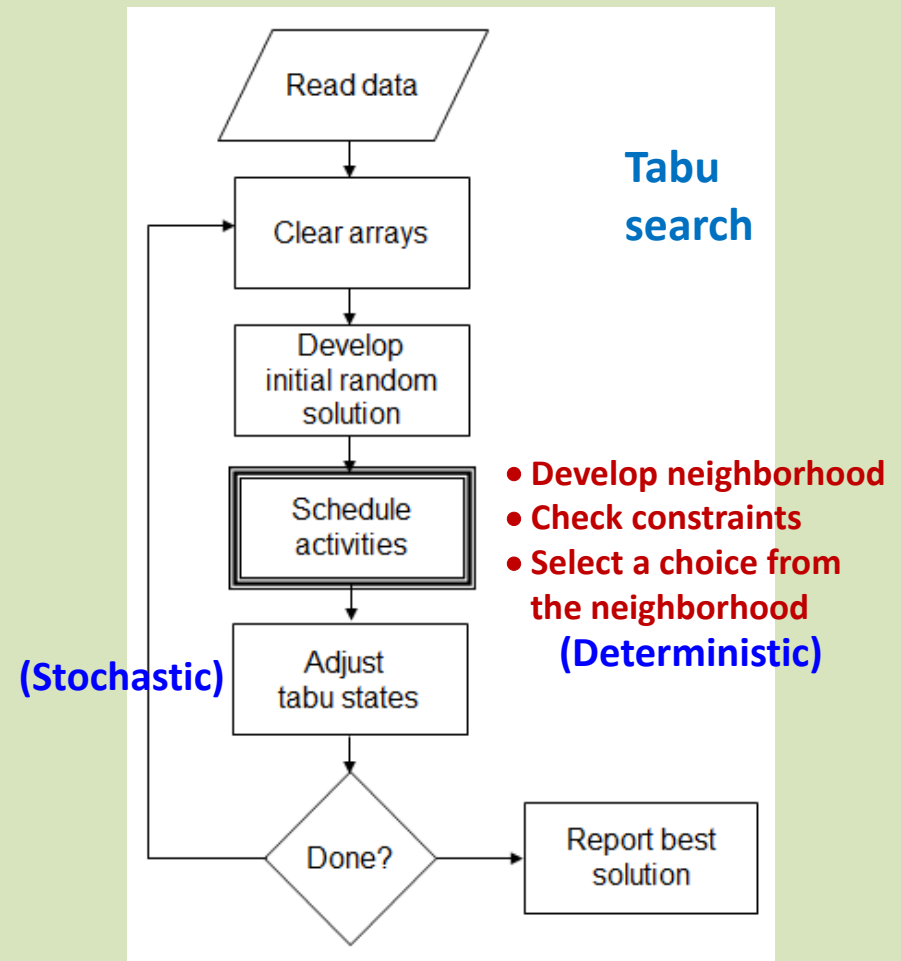 Read data
Tabu
search
Clear arrays
Develop
initial random
solution
Schedule
activities
• Develop neighborhood
• Check constraints
• Select a choice from
the neighborhood
(Deterministic)
(Stochastic)
Adjust
tabu states
Done?
Report best
solution